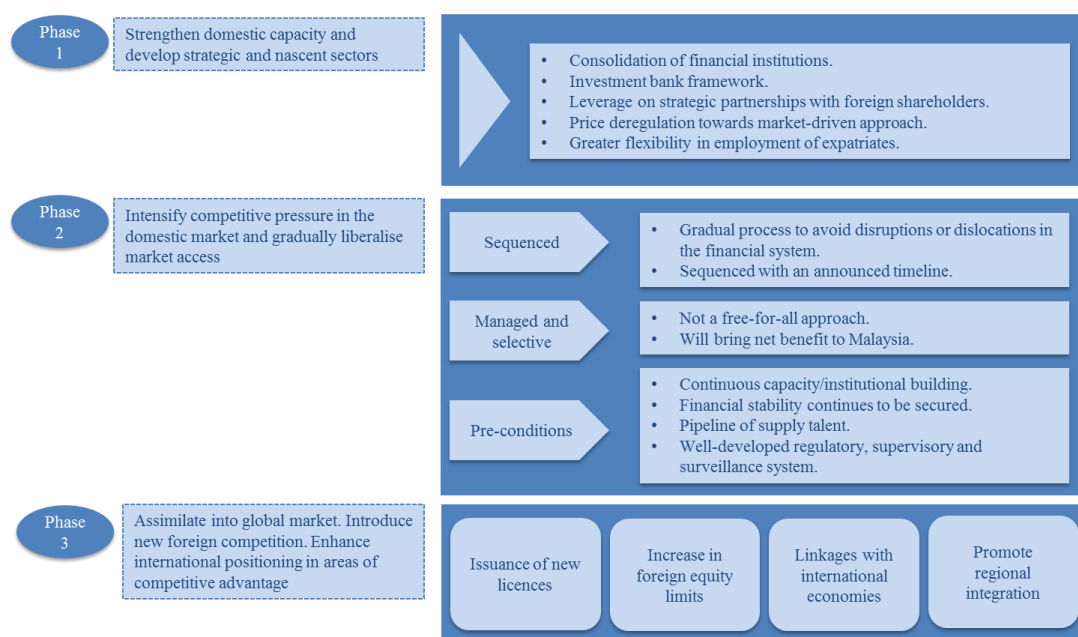 Phase
1
Strengthen domestic capacity and
develop strategic and nascent sectors
• Consolidation of financial institutions.
• Investment bank framework.
• Leverage on strategic partnerships with foreign shareholders.
• Price deregulation towards market-driven approach.
• Greater flexibility in employment of expatriates.
Phase
2
Intensify competitive pressure in the
domestic market and gradually liberalise
market access
Sequenced
• Gradual process to avoid disruptions or dislocations in
the financial system.
• Sequenced with an announced timeline.
Managed and
selective
• Not a free-for-all approach.
• Will bring net benefit to Malaysia.
Pre-conditions
• Continuous capacity/institutional building.
• Financial stability continues to be secured.
• Pipeline of supply talent.
• Well-developed regulatory, supervisory and
surveillance system.
Phase
3
Assimilate into global market. Introduce
new foreign competition. Enhance
international positioning in areas of
competitive advantage
Issuance of new
licences
Increase in
foreign equity
limits
Linkages with
international
economies
Promote
regional
integration